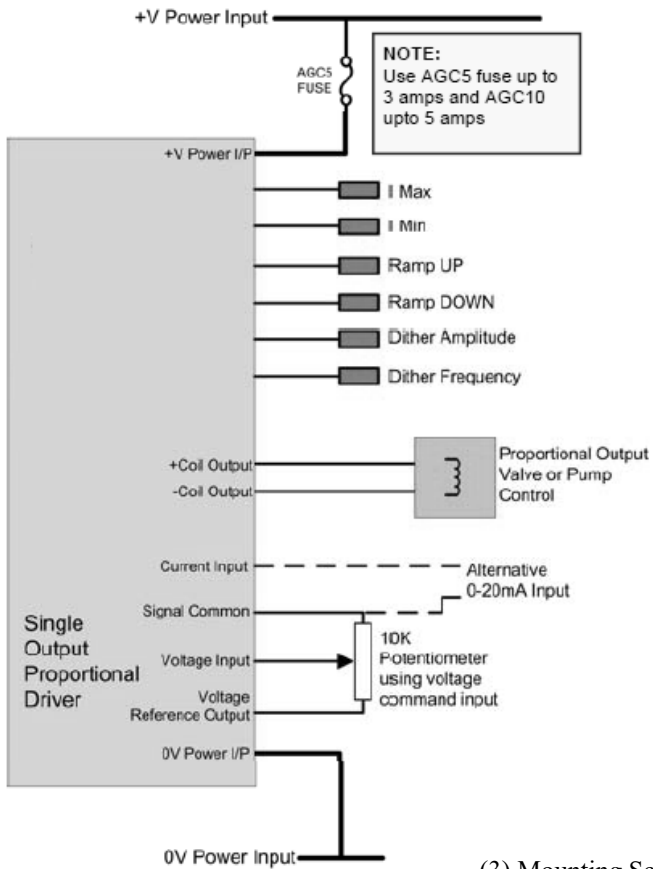 +V Power Input
AGC5
FUSE
NOTE:
Use AGC5 fuse up to
3 amps and AGC10
upto 5 amps
+V Power I/P
I Max
I Min
Ramp UP
Ramp DOWN
Dither Amplitude
Dither Frequency
+Coil Output
-Coil Output
Proportional Output
Valve or Pump
Control
Current Input
Alternative
0-20mA Input
Signal Common
Single
Output
Proportional
Driver
10K
Potentiometer
using voltage
command input
Voltage Input
Voltage
Reference Output
0V Power I/P
0V Power Input
(3) Mounting